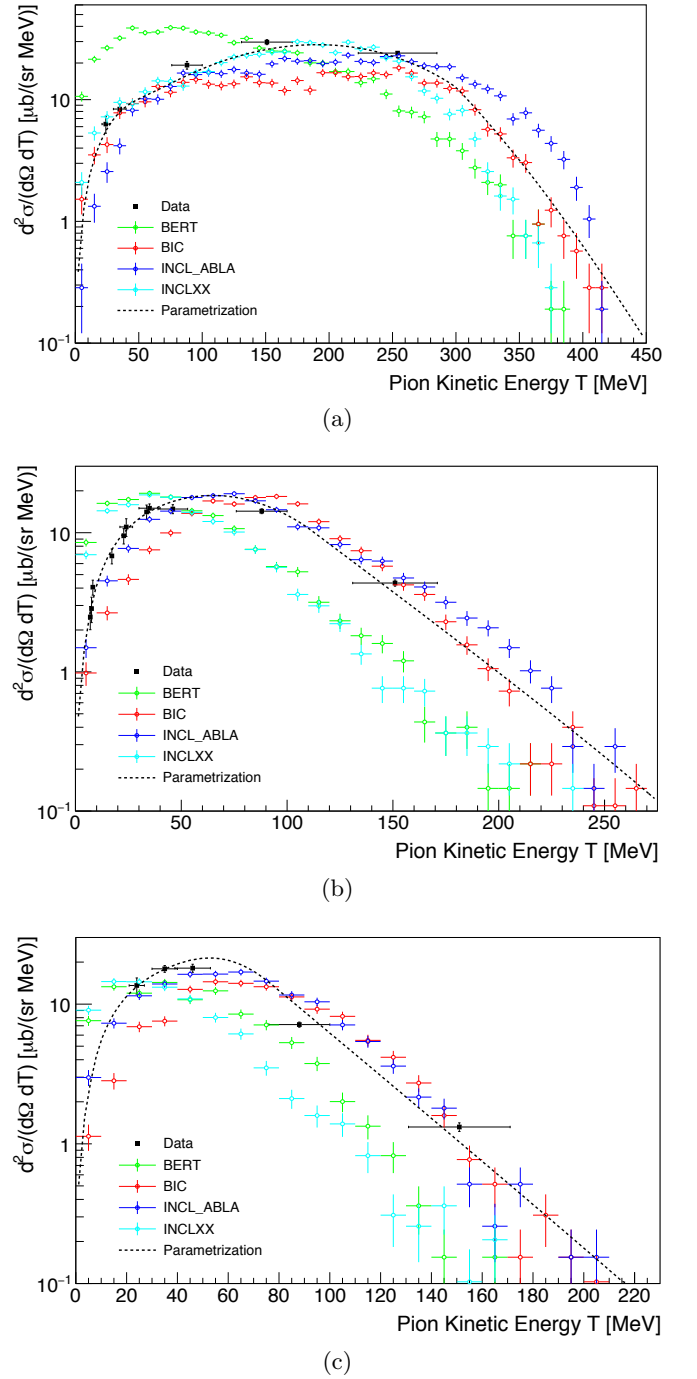 d²σ/(dΩ dT) [μb/(sr MeV)]
10
1
10⁻¹
Data
BERT
BIC
INCL_ABLA
INCLXX
Parametrization
0 50 100 150 200 250 300 350 400 450
Pion Kinetic Energy T [MeV]
(a)
d²σ/(dΩ dT) [μb/(sr MeV)]
10
1
10⁻¹
Data
BERT
BIC
INCL_ABLA
INCLXX
Parametrization
0 50 100 150 200 250
Pion Kinetic Energy T [MeV]
(b)
d²σ/(dΩ dT) [μb/(sr MeV)]
10
1
10⁻¹
Data
BERT
BIC
INCL_ABLA
INCLXX
Parametrization
0 20 40 60 80 100 120 140 160 180 200 220
Pion Kinetic Energy T [MeV]
(c)